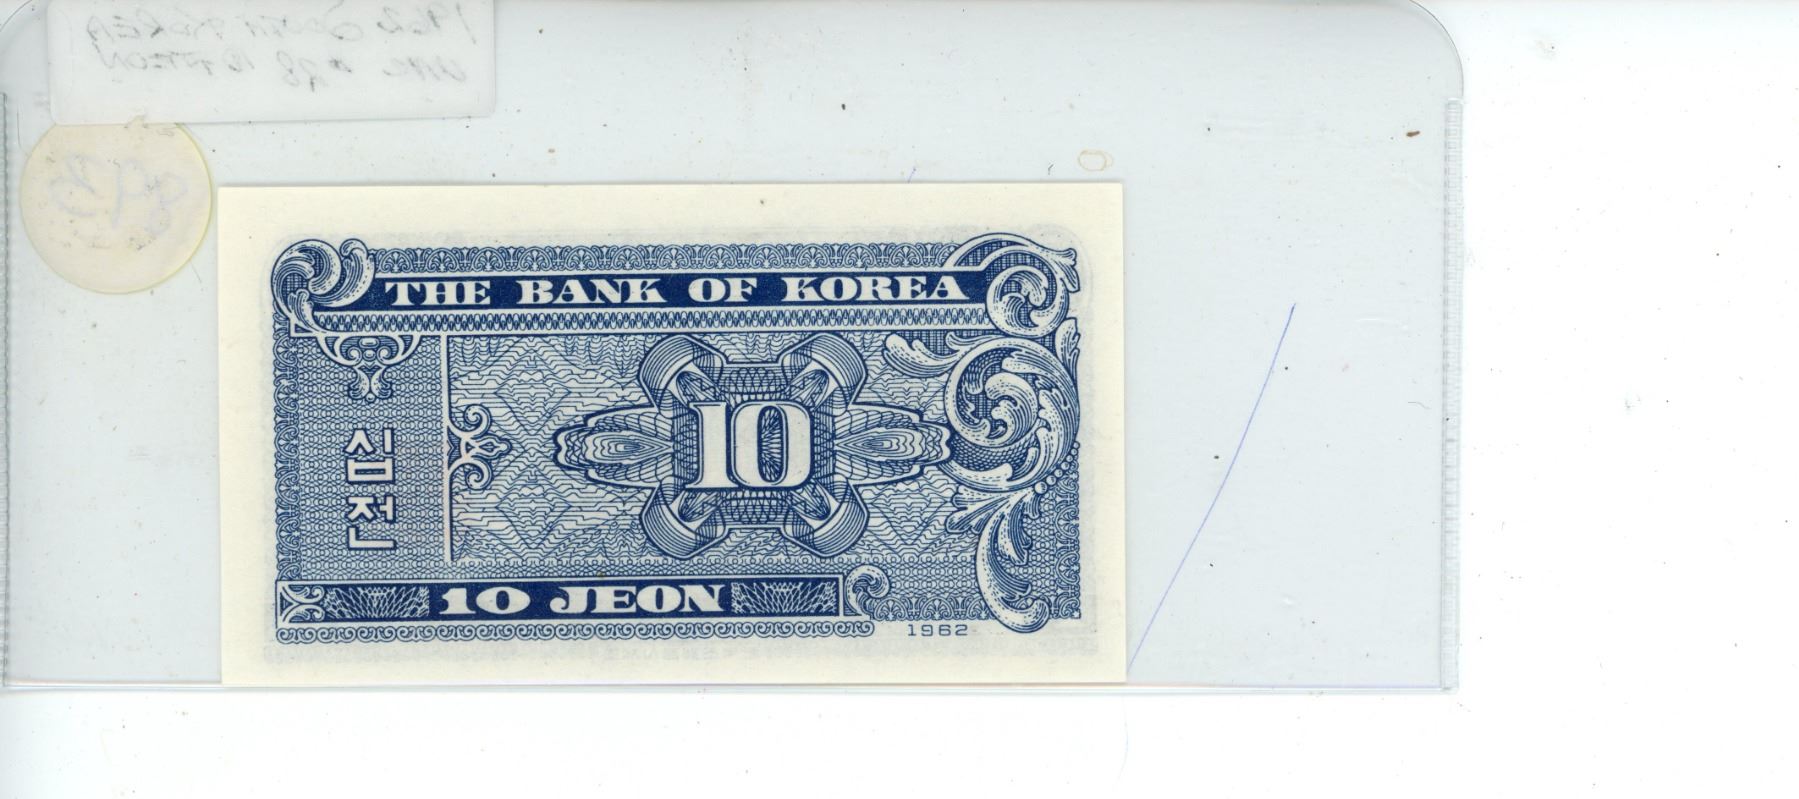 1962 SOUTH KOREA
UNC #28 10 JEON
THE BANK OF KOREA
10
십전
10 JEON
1962